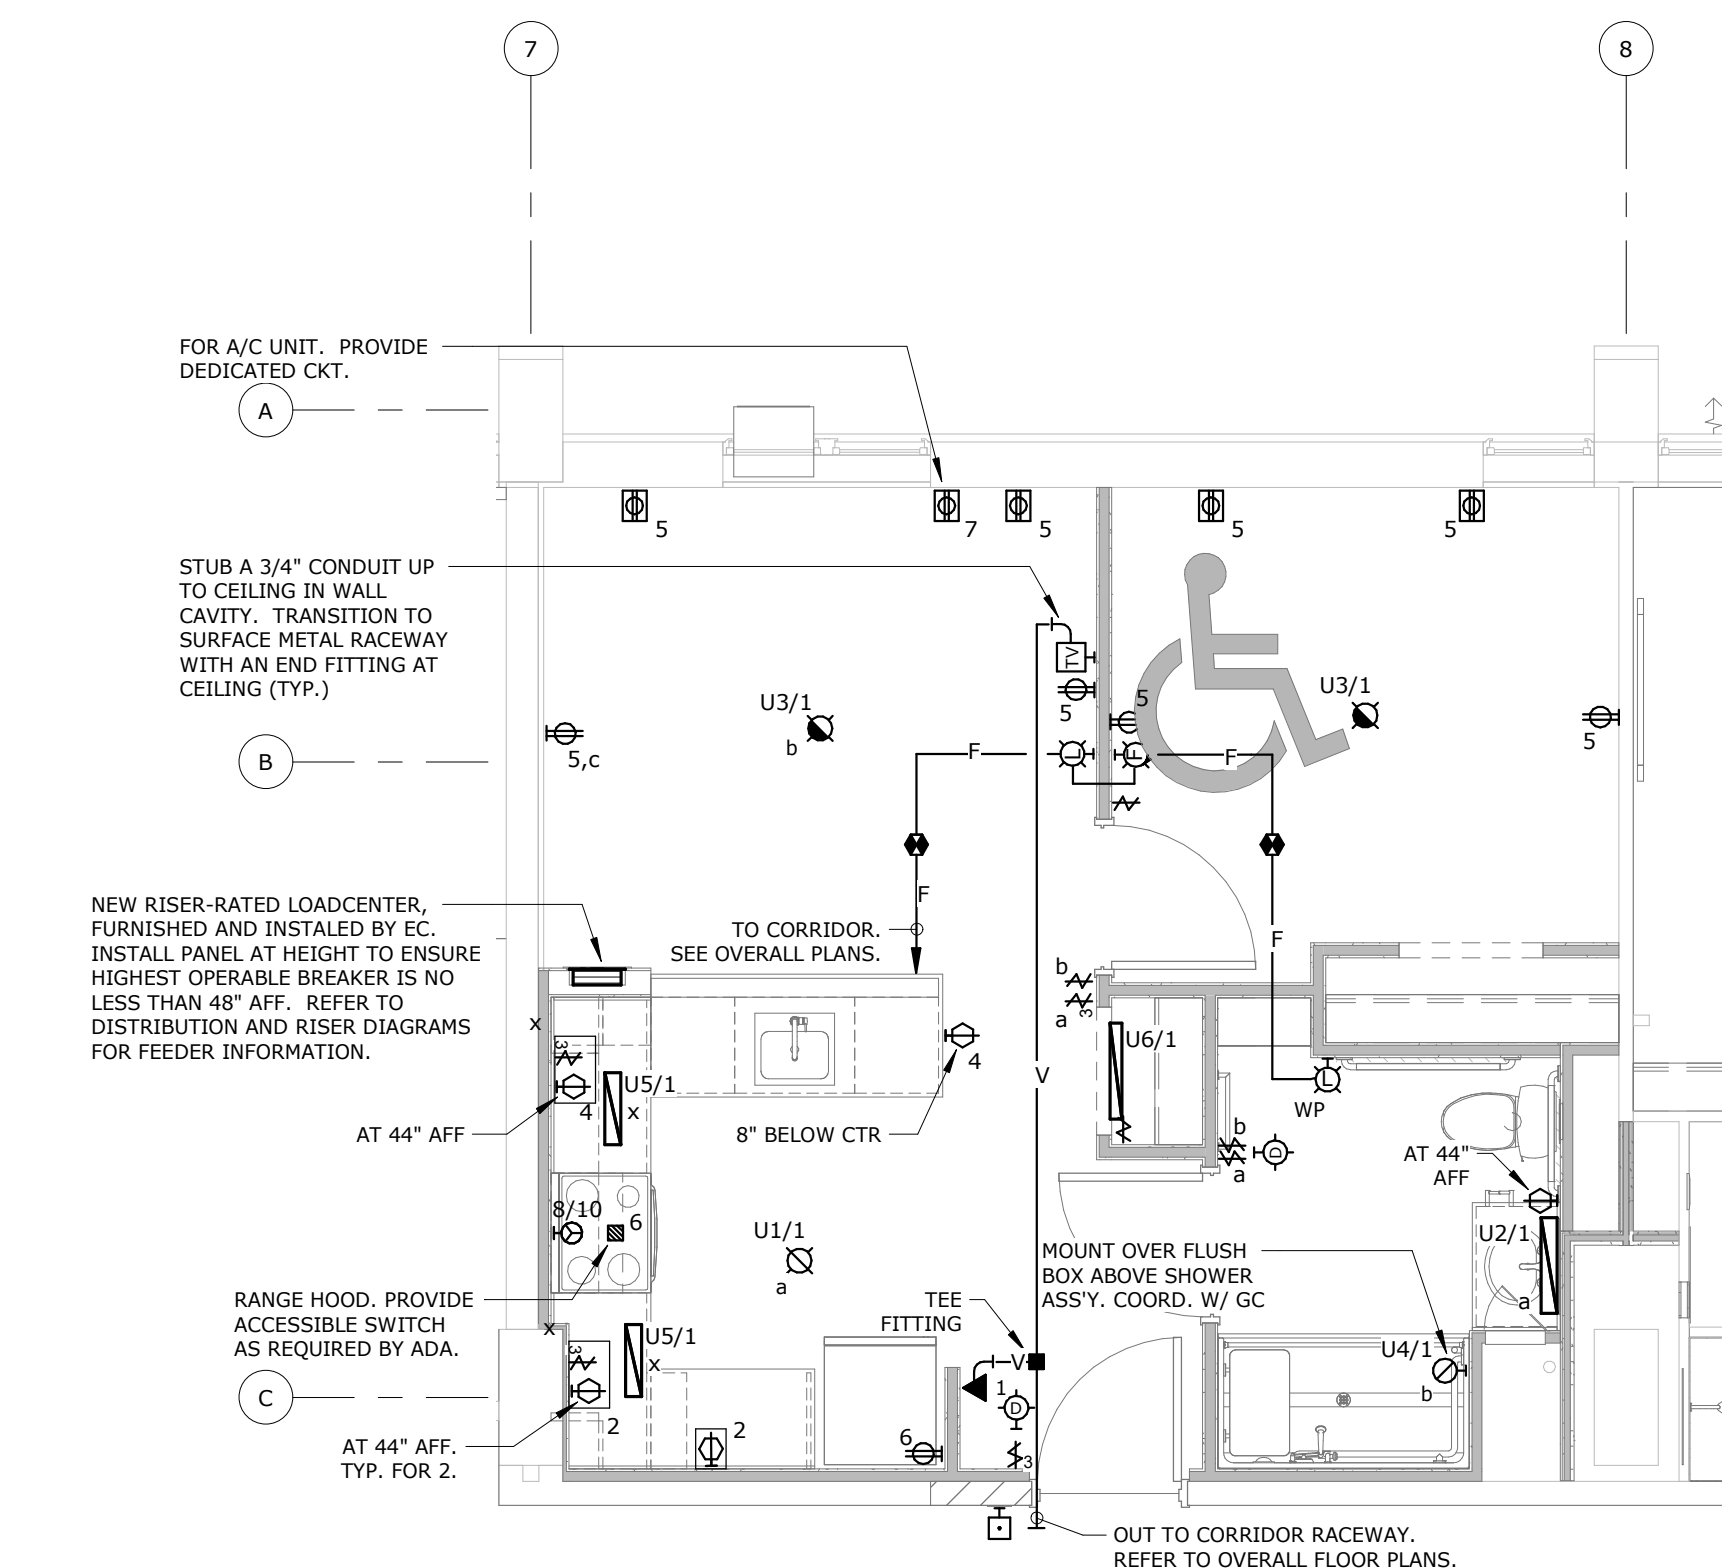 7
8
FOR A/C UNIT. PROVIDE
DEDICATED CKT.
A
5
7
5
5
5
STUB A 3/4" CONDUIT UP
TO CEILING IN WALL
CAVITY. TRANSITION TO
SURFACE METAL RACEWAY
WITH AN END FITTING AT
CEILING (TYP.)
TV
5
5
U3/1
b
U3/1
5
5,c
B
F
L
F
F
NEW RISER-RATED LOADCENTER,
FURNISHED AND INSTALED BY EC.
INSTALL PANEL AT HEIGHT TO ENSURE
HIGHEST OPERABLE BREAKER IS NO
LESS THAN 48" AFF. REFER TO
DISTRIBUTION AND RISER DIAGRAMS
FOR FEEDER INFORMATION.
F
TO CORRIDOR.
SEE OVERALL PLANS.
F
b
3
a
x
3
4
U5/1
x
4
V
U6/1
L
WP
AT 44" AFF
8" BELOW CTR
b
D
a
AT 44"
AFF
8/10
6
U1/1
a
U2/1
a
MOUNT OVER FLUSH
BOX ABOVE SHOWER
ASS'Y. COORD. W/ GC
RANGE HOOD. PROVIDE
ACCESSIBLE SWITCH
AS REQUIRED BY ADA.
x
TEE
FITTING
3
U5/1
x
V
1
D
U4/1
b
C
2
2
6
3
AT 44" AFF.
TYP. FOR 2.
OUT TO CORRIDOR RACEWAY.
REFER TO OVERALL FLOOR PLANS.